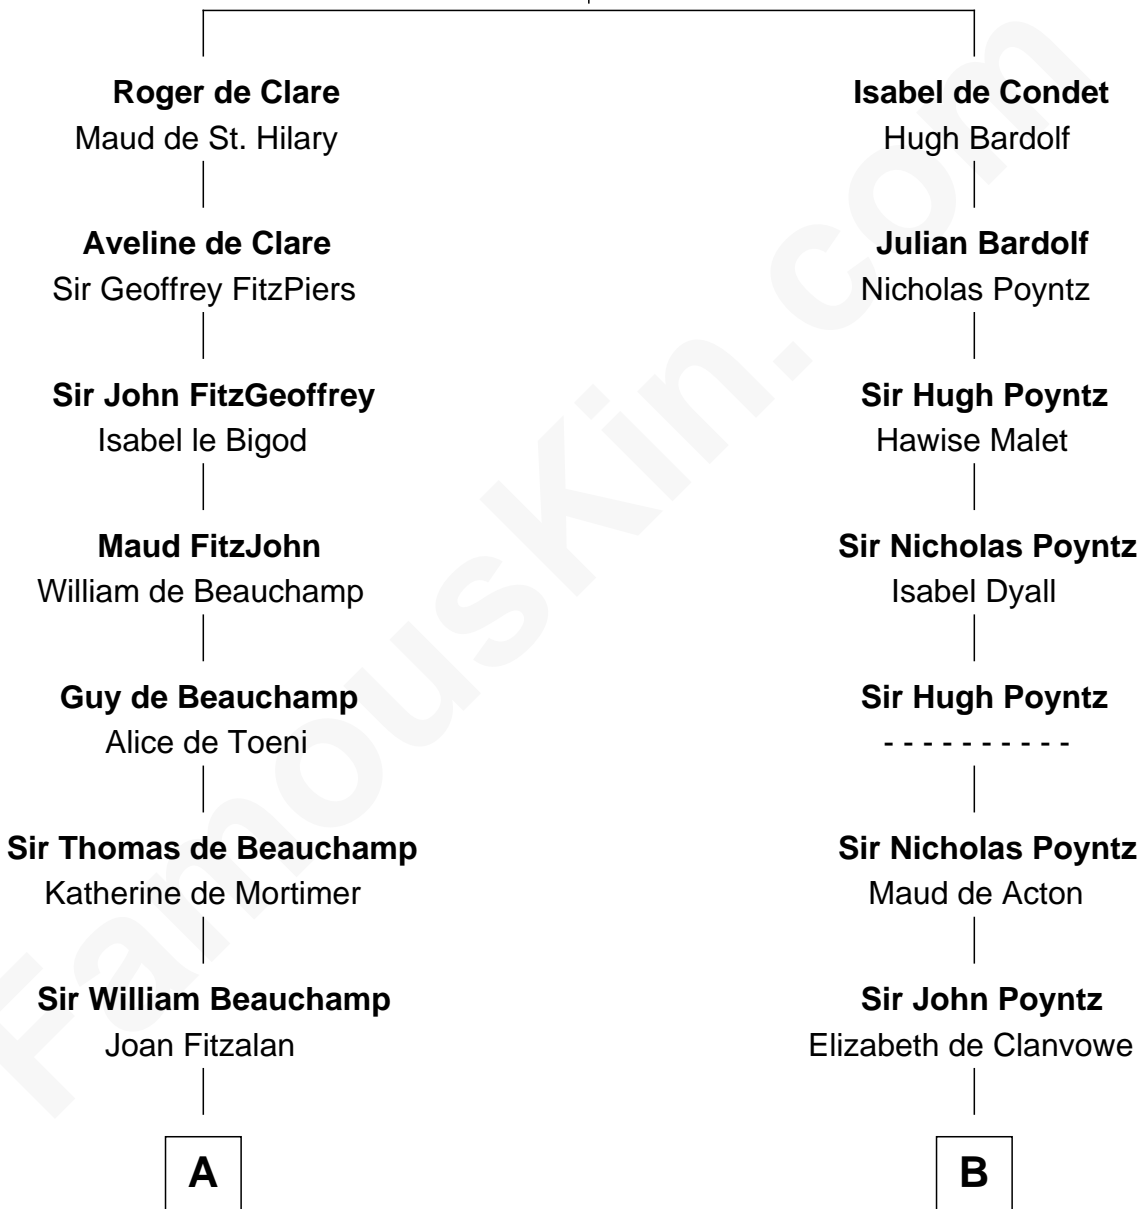 Roger de Clare
Maud de St. Hilary
Aveline de Clare
Sir Geoffrey FitzPiers
Sir John FitzGeoffrey
Isabel le Bigod
Maud FitzJohn
William de Beauchamp
Guy de Beauchamp
Alice de Toeni
Sir Thomas de Beauchamp
Katherine de Mortimer
Sir William Beauchamp
Joan Fitzalan
A
Isabel de Condet
Hugh Bardolf
Julian Bardolf
Nicholas Poyntz
Sir Hugh Poyntz
Hawise Malet
Sir Nicholas Poyntz
Isabel Dyall
Sir Hugh Poyntz
- - - - - - - - - -
Sir Nicholas Poyntz
Maud de Acton
Sir John Poyntz
Elizabeth de Clanvowe
B
FamousKin.com